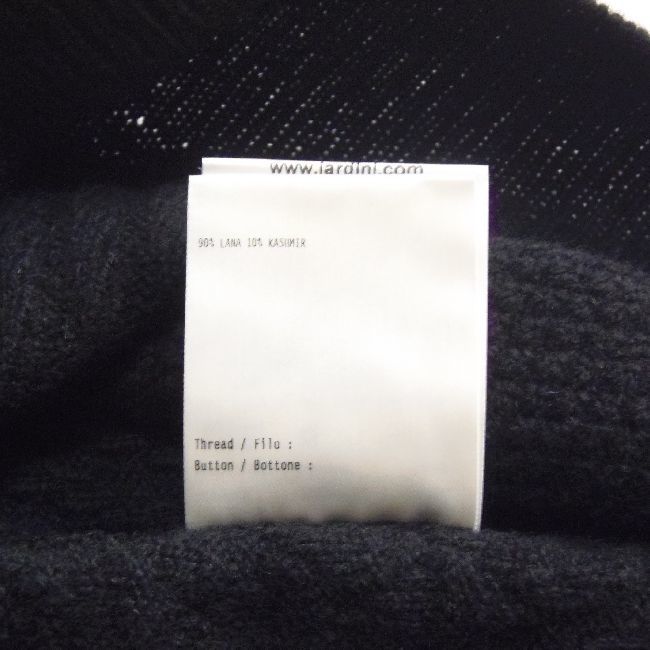 www.lardini.com
90% LANA 10% KASHMIR
Thread / Filo :
Button / Bottone :